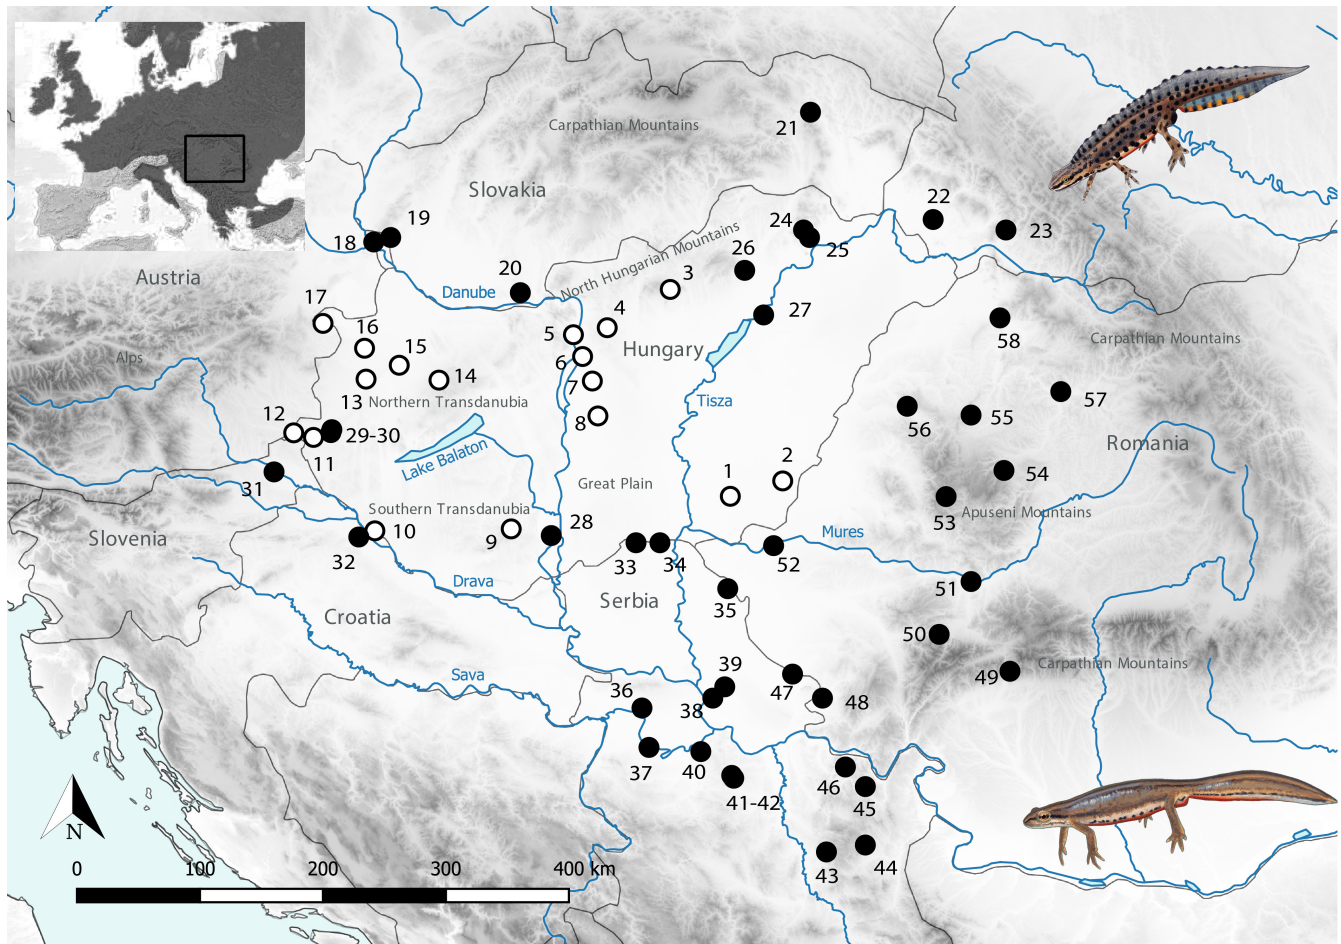 Carpathian Mountains
21
Slovakia
22
19
24
23
18
25
North Hungarian Mountains
26
Austria
3
20
Danube
17
4
27
16
5
58
Hungary
Carpathian Mountains
Alps
15
6
14
7
57
13
Northern Transdanubia
Tisza
12
8
56
55
29-30
Romania
Lake Balaton
11
2
54
31
Great Plain
1
Southern Transdanubia
53
Apuseni Mountains
28
10
9
Mures
Slovenia
32
33
34
52
Drava
51
35
Serbia
Croatia
50
39
Carpathian Mountains
Sava
47
49
36
38
48
37
40
46
41-42
45
N
0
100
200
300
400 km
43
44